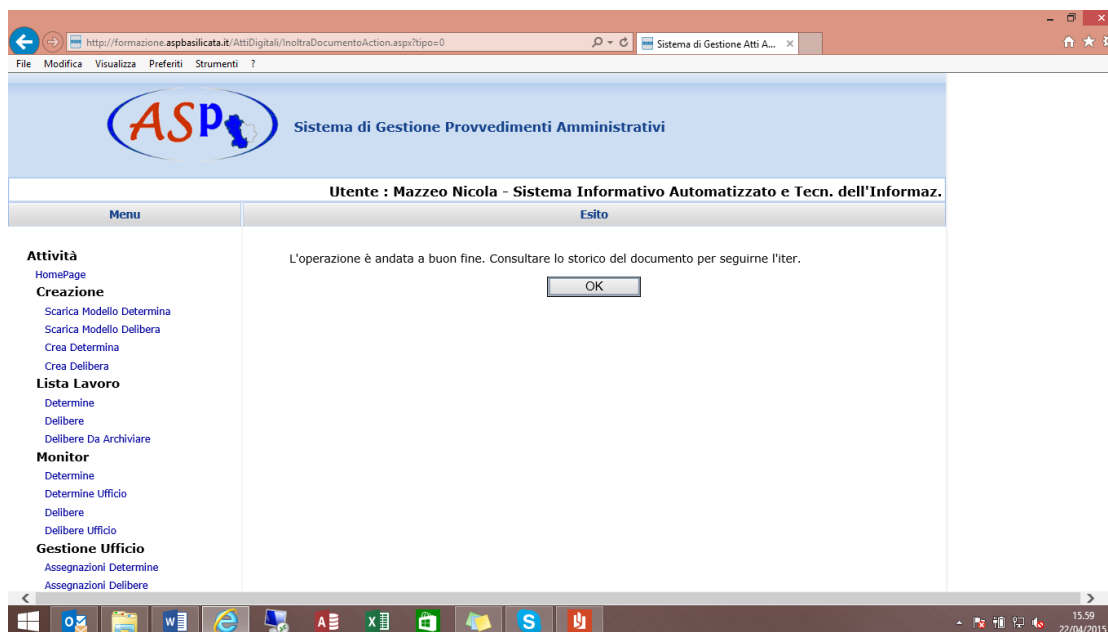 http://formazione.aspbasilicata.it/AttiDigitali/InoltraDocumentoAction.aspx?tipo=0
Sistema di Gestione Atti A...
File Modifica Visualizza Preferiti Strumenti ?
ASP
Sistema di Gestione Provvedimenti Amministrativi
Utente : Mazzeo Nicola - Sistema Informativo Automatizzato e Tecn. dell'Informaz.
Menu
Esito
Attività
HomePage
Creazione
Scarica Modello Determina
Scarica Modello Delibera
Crea Determina
Crea Delibera
Lista Lavoro
Determine
Delibere
Delibere Da Archiviare
Monitor
Determine
Determine Ufficio
Delibere
Delibere Ufficio
Gestione Ufficio
Assegnazioni Determine
Assegnazioni Delibere
L'operazione è andata a buon fine. Consultare lo storico del documento per seguirne l'iter.
OK
15.59
22/04/2015